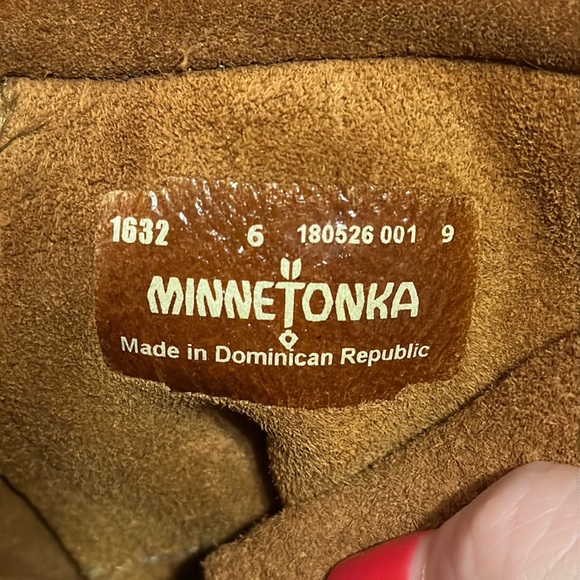 1632 6 180526 001 9
MINNETONKA
Made in Dominican Republic